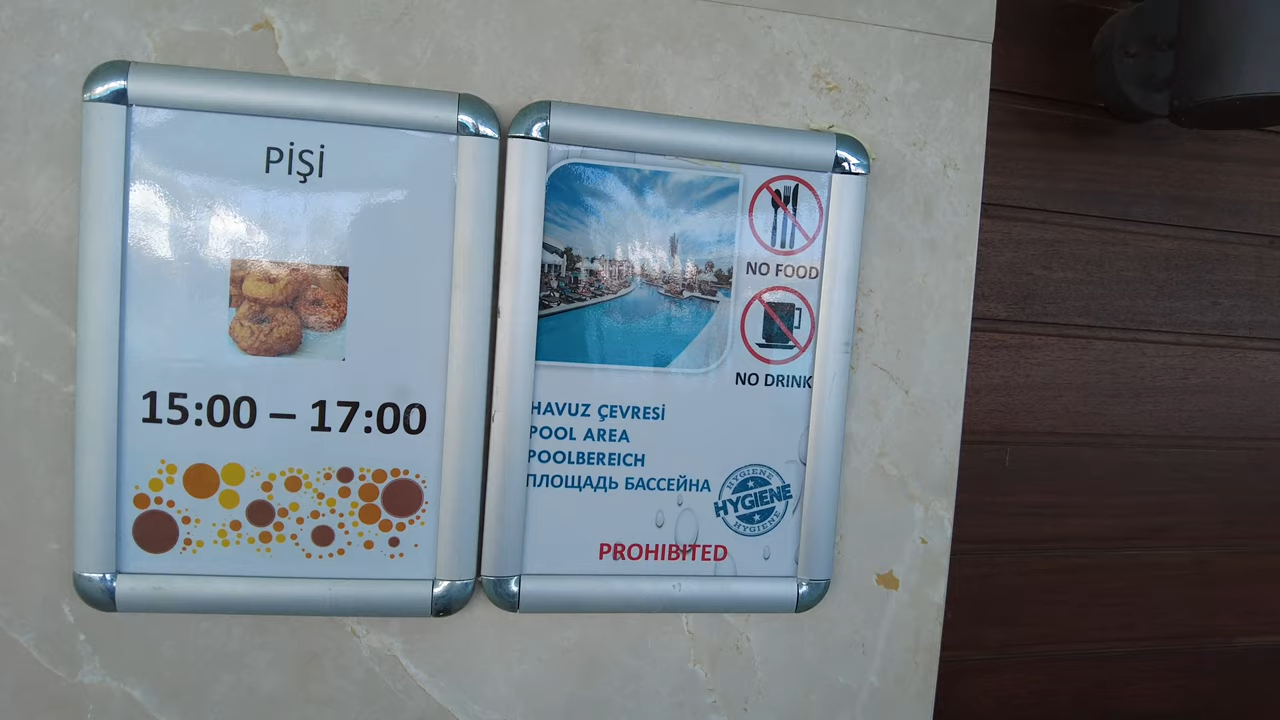 PİŞİ
15:00 – 17:00
NO FOOD
NO DRINK
HAVUZ ÇEVRESİ
POOL AREA
POOLBEREICH
ПЛОЩАДЬ БАССЕЙНА
HYGIENE
HYGIENE
HYGIENE
PROHIBITED